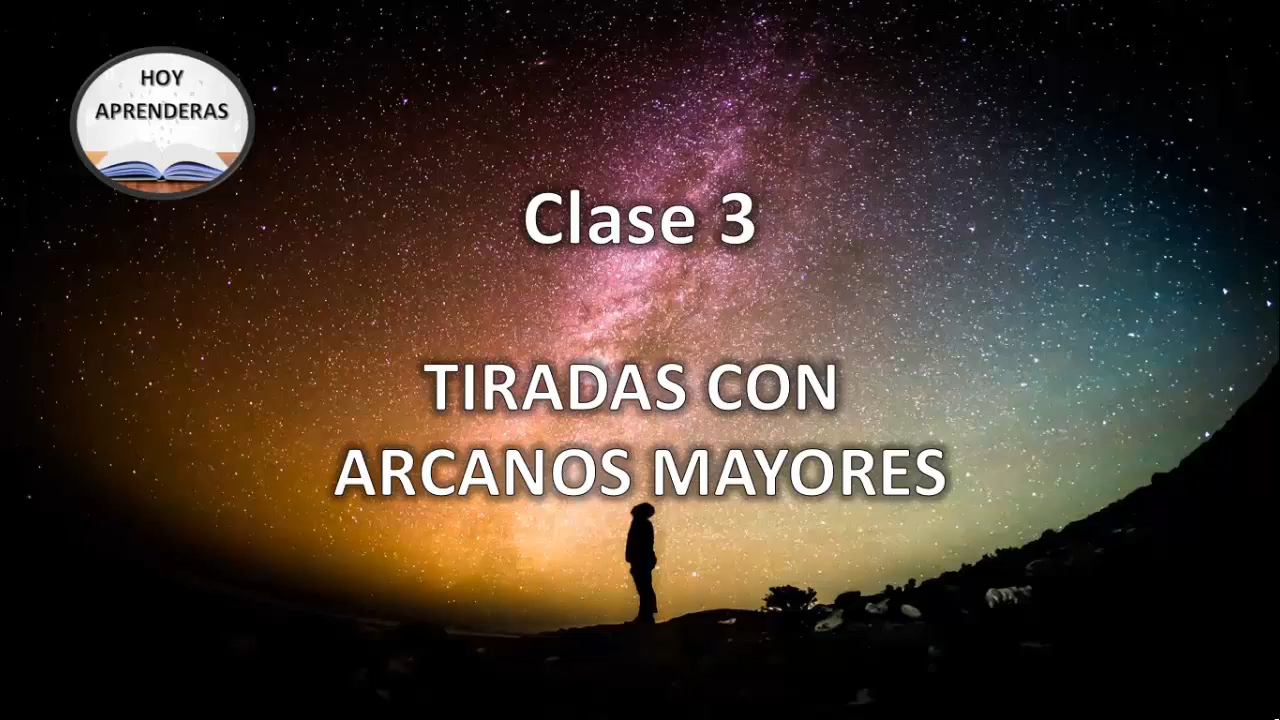 HOY
APRENDERAS
Clase 3
TIRADAS CON
ARCANOS MAYORES